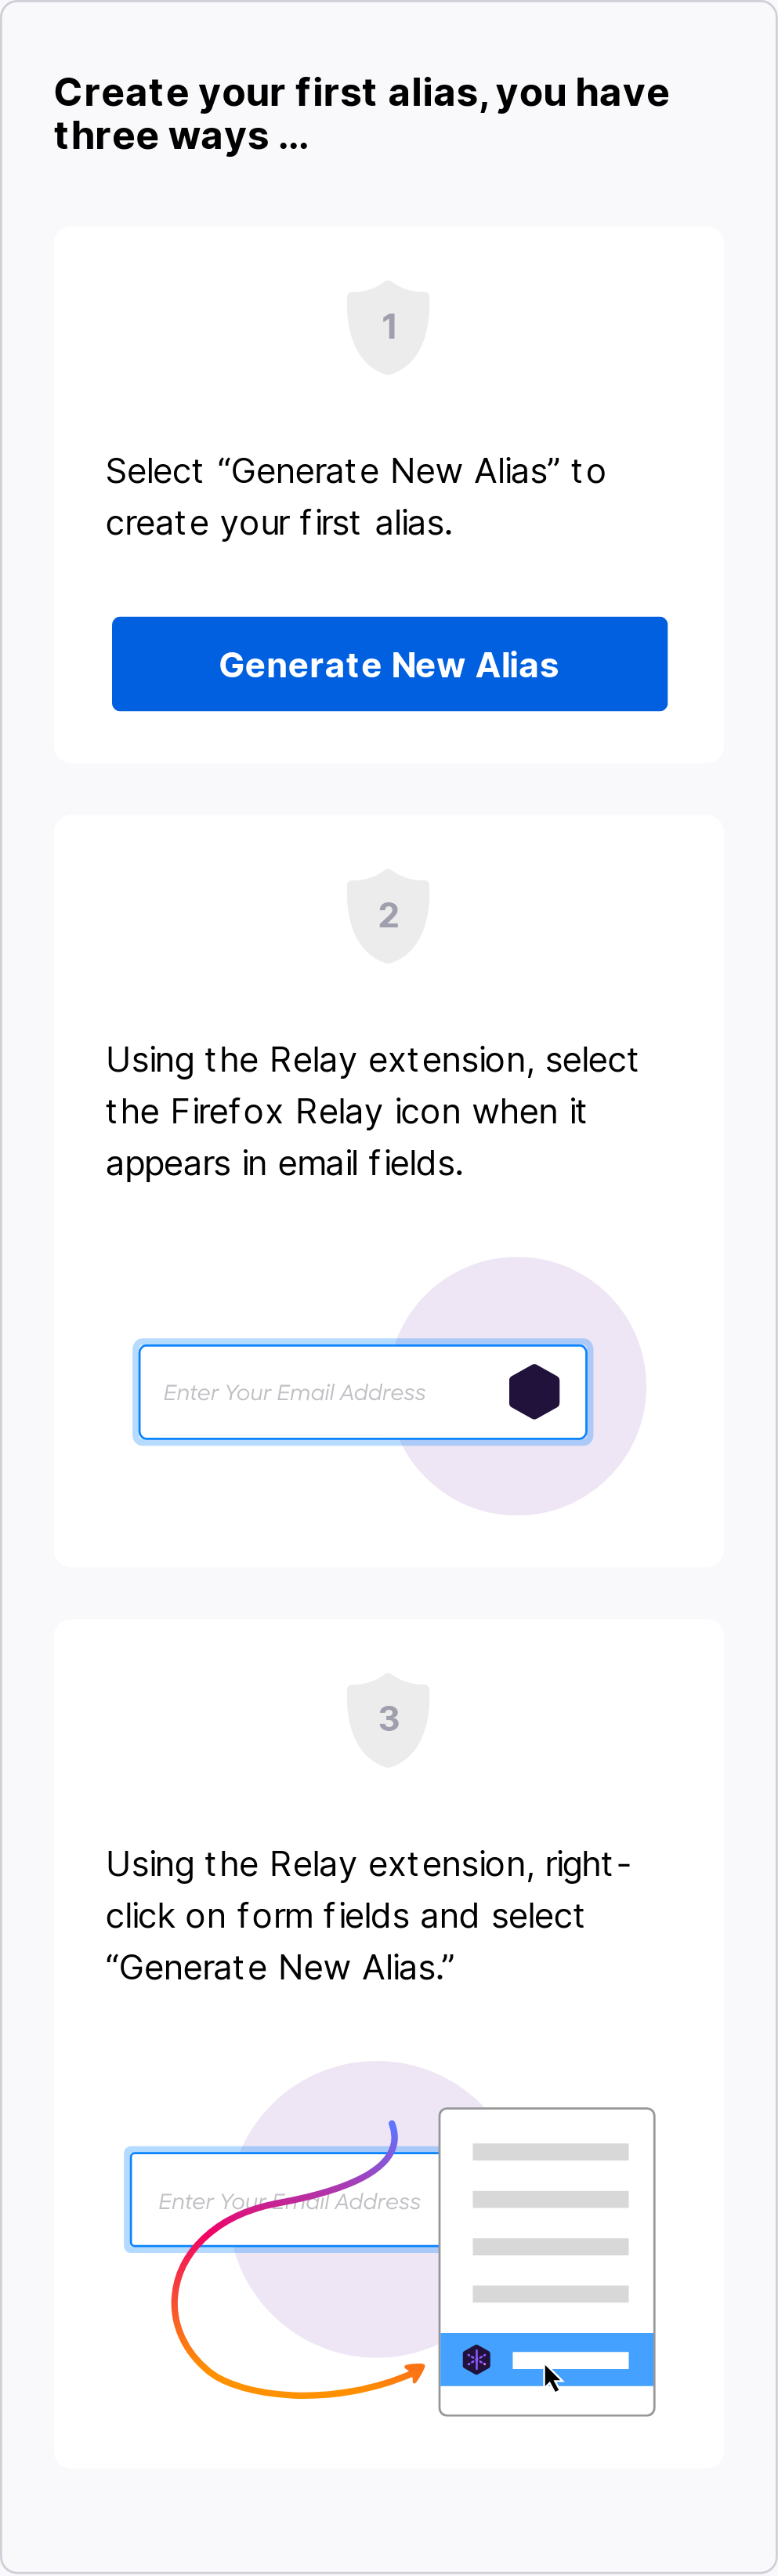 Create your first alias, you have
three ways ...
1
Select “Generate New Alias” to
create your first alias.
Generate New Alias
2
Using the Relay extension, select
the Firefox Relay icon when it
appears in email fields.
Enter Your Email Address
3
Using the Relay extension, right-
click on form fields and select
“Generate New Alias.”
Enter Your Email Address